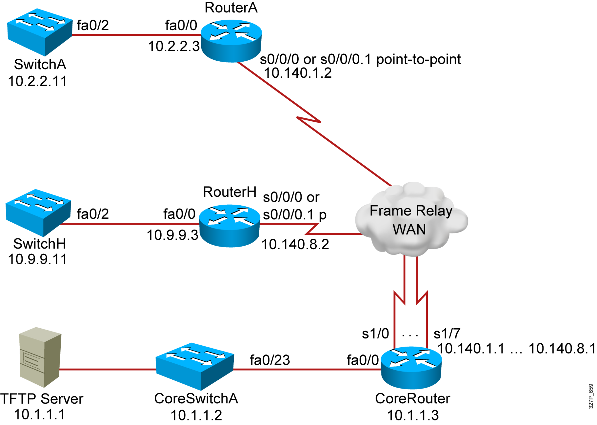 RouterA
fa0/2
fa0/0
SwitchA
10.2.2.11
10.2.2.3
s0/0/0 or s0/0/0.1 point-to-point
10.140.1.2
RouterH
fa0/2
fa0/0
s0/0/0 or
s0/0/0.1 p
SwitchH
10.9.9.11
10.9.9.3
10.140.8.2
Frame Relay
WAN
s1/0
...
s1/7
10.140.1.1 ... 10.140.8.1
fa0/23
fa0/0
TFTP Server
10.1.1.1
CoreSwitchA
10.1.1.2
CoreRouter
10.1.1.3